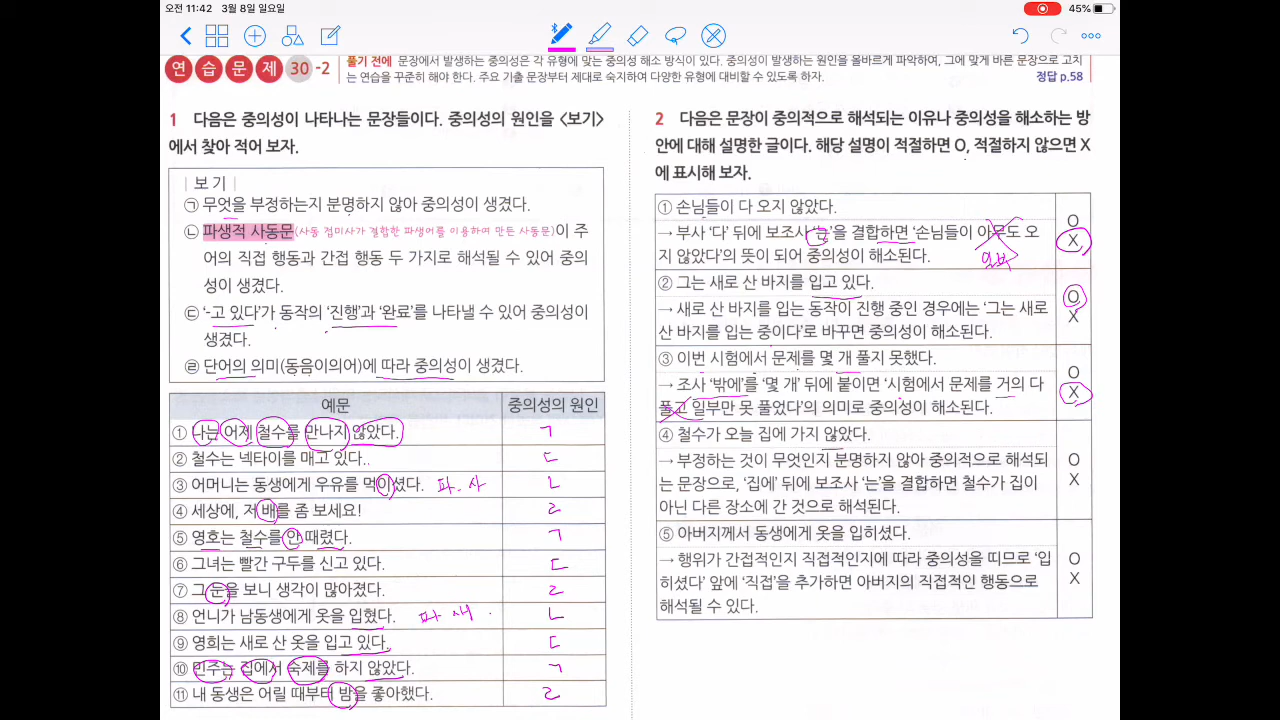 오전 11:42 3월 8일 일요일
45%
연습문제 30-2
풀기 전에 문장에서 발생하는 중의성은 각 유형에 맞는 중의성 해소 방식이 있다. 중의성이 발생하는 원인을 올바르게 파악하여, 그에 맞게 바른 문장으로 고치
는 연습을 꾸준히 해야 한다. 주요 기출 문장부터 제대로 숙지하여 다양한 유형에 대비할 수 있도록 하자.
정답 p.58
1 다음은 중의성이 나타나는 문장들이다. 중의성의 원인을 <보기>
에서 찾아 적어 보자.
| 보 기 |
㉠ 무엇을 부정하는지 분명하지 않아 중의성이 생겼다.
㉡ 파생적 사동문(사동 접미사가 결합한 파생어를 이용하여 만든 사동문)이 주
어의 직접 행동과 간접 행동 두 가지로 해석될 수 있어 중의
성이 생겼다.
㉢ '-고 있다'가 동작의 '진행'과 '완료'를 나타낼 수 있어 중의성이
생겼다.
㉣ 단어의 의미(동음이의어)에 따라 중의성이 생겼다.
예문 중의성의 원인
① 나는 어제 철수를 만나지 않았다. ㄱ
② 철수는 넥타이를 매고 있다. ㄷ
③ 어머니는 동생에게 우유를 먹이셨다. 파.사 ㄴ
④ 세상에, 저 배를 좀 보세요! ㄹ
⑤ 영호는 철수를 안 때렸다. ㄱ
⑥ 그녀는 빨간 구두를 신고 있다. ㄷ
⑦ 그 눈을 보니 생각이 많아졌다. ㄹ
⑧ 언니가 남동생에게 옷을 입혔다. 파 ㄴ
⑨ 영희는 새로 산 옷을 입고 있다. ㄷ
⑩ 민주는 집에서 숙제를 하지 않았다. ㄱ
⑪ 내 동생은 어릴 때부터 밤을 좋아했다. ㄹ
2 다음은 문장이 중의적으로 해석되는 이유나 중의성을 해소하는 방
안에 대해 설명한 글이다. 해당 설명이 적절하면 O, 적절하지 않으면 X
에 표시해 보자.
① 손님들이 다 오지 않았다.
O
→ 부사 '다' 뒤에 보조사 '는'을 결합하면 '손님들이 아무도 오
X
지 않았다'의 뜻이 되어 중의성이 해소된다.
일부
② 그는 새로 산 바지를 입고 있다.
O
→ 새로 산 바지를 입는 동작이 진행 중인 경우에는 '그는 새로
X
산 바지를 입는 중이다'로 바꾸면 중의성이 해소된다.
③ 이번 시험에서 문제를 몇 개 풀지 못했다.
O
→ 조사 '밖에'를 '몇 개' 뒤에 붙이면 '시험에서 문제를 거의 다
X
풀고 일부만 못 풀었다'의 의미로 중의성이 해소된다.
④ 철수가 오늘 집에 가지 않았다.
→ 부정하는 것이 무엇인지 분명하지 않아 중의적으로 해석되
O
는 문장으로, '집에' 뒤에 보조사 '는'을 결합하면 철수가 집이
X
아닌 다른 장소에 간 것으로 해석된다.
⑤ 아버지께서 동생에게 옷을 입히셨다.
→ 행위가 간접적인지 직접적인지에 따라 중의성을 띠므로 '입
O
히셨다' 앞에 '직접'을 추가하면 아버지의 직접적인 행동으로
X
해석될 수 있다.